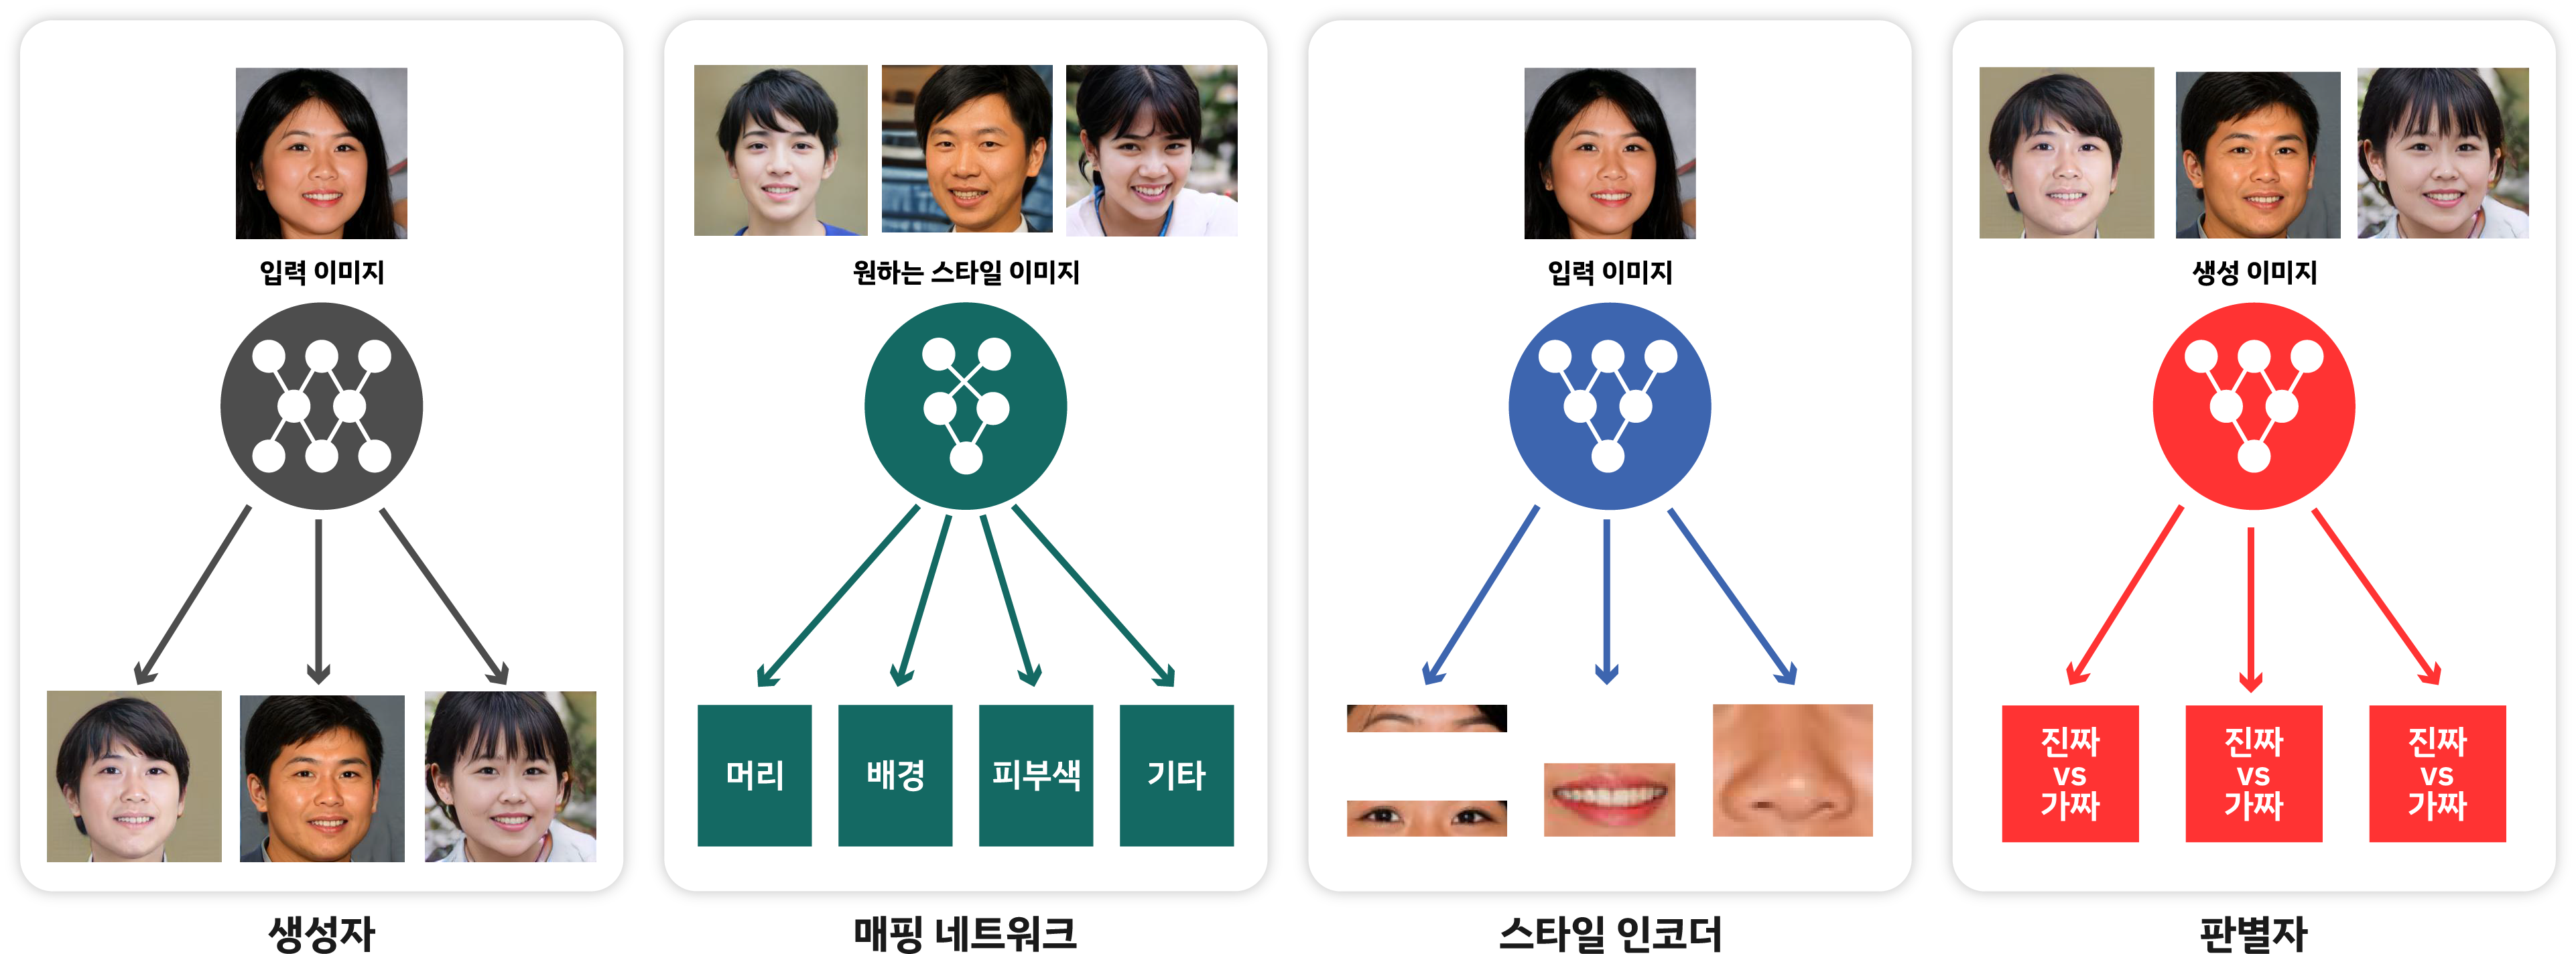 입력 이미지
원하는 스타일 이미지
입력 이미지
생성 이미지
머리
배경
피부색
기타
진짜
vs
가짜
진짜
vs
가짜
진짜
vs
가짜
생성자
매핑 네트워크
스타일 인코더
판별자